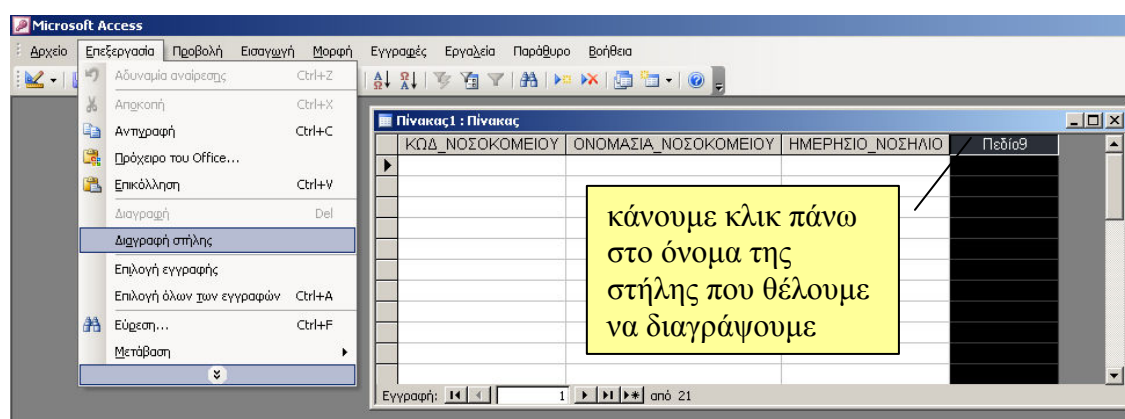 Microsoft Access
Αρχείο Επεξεργασία Προβολή Εισαγωγή Μορφή Εγγραφές Εργαλεία Παράθυρο Βοήθεια
Αδυναμία αναίρεσης Ctrl+Z
Αποκοπή Ctrl+X
Αντιγραφή Ctrl+C
Πρόχειρο του Office...
Επικόλληση Ctrl+V
Διαγραφή Del
Διαγραφή στήλης
Επιλογή εγγραφής
Επιλογή όλων των εγγραφών Ctrl+A
Εύρεση... Ctrl+F
Μετάβαση
Πίνακας1 : Πίνακας
ΚΩΔ_ΝΟΣΟΚΟΜΕΙΟΥ ΟΝΟΜΑΣΙΑ_ΝΟΣΟΚΟΜΕΙΟΥ ΗΜΕΡΗΣΙΟ_ΝΟΣΗΛΙΟ Πεδίο9
κάνουμε κλικ πάνω
στο όνομα της
στήλης που θέλουμε
να διαγράψουμε
Εγγραφή: 1 από 21